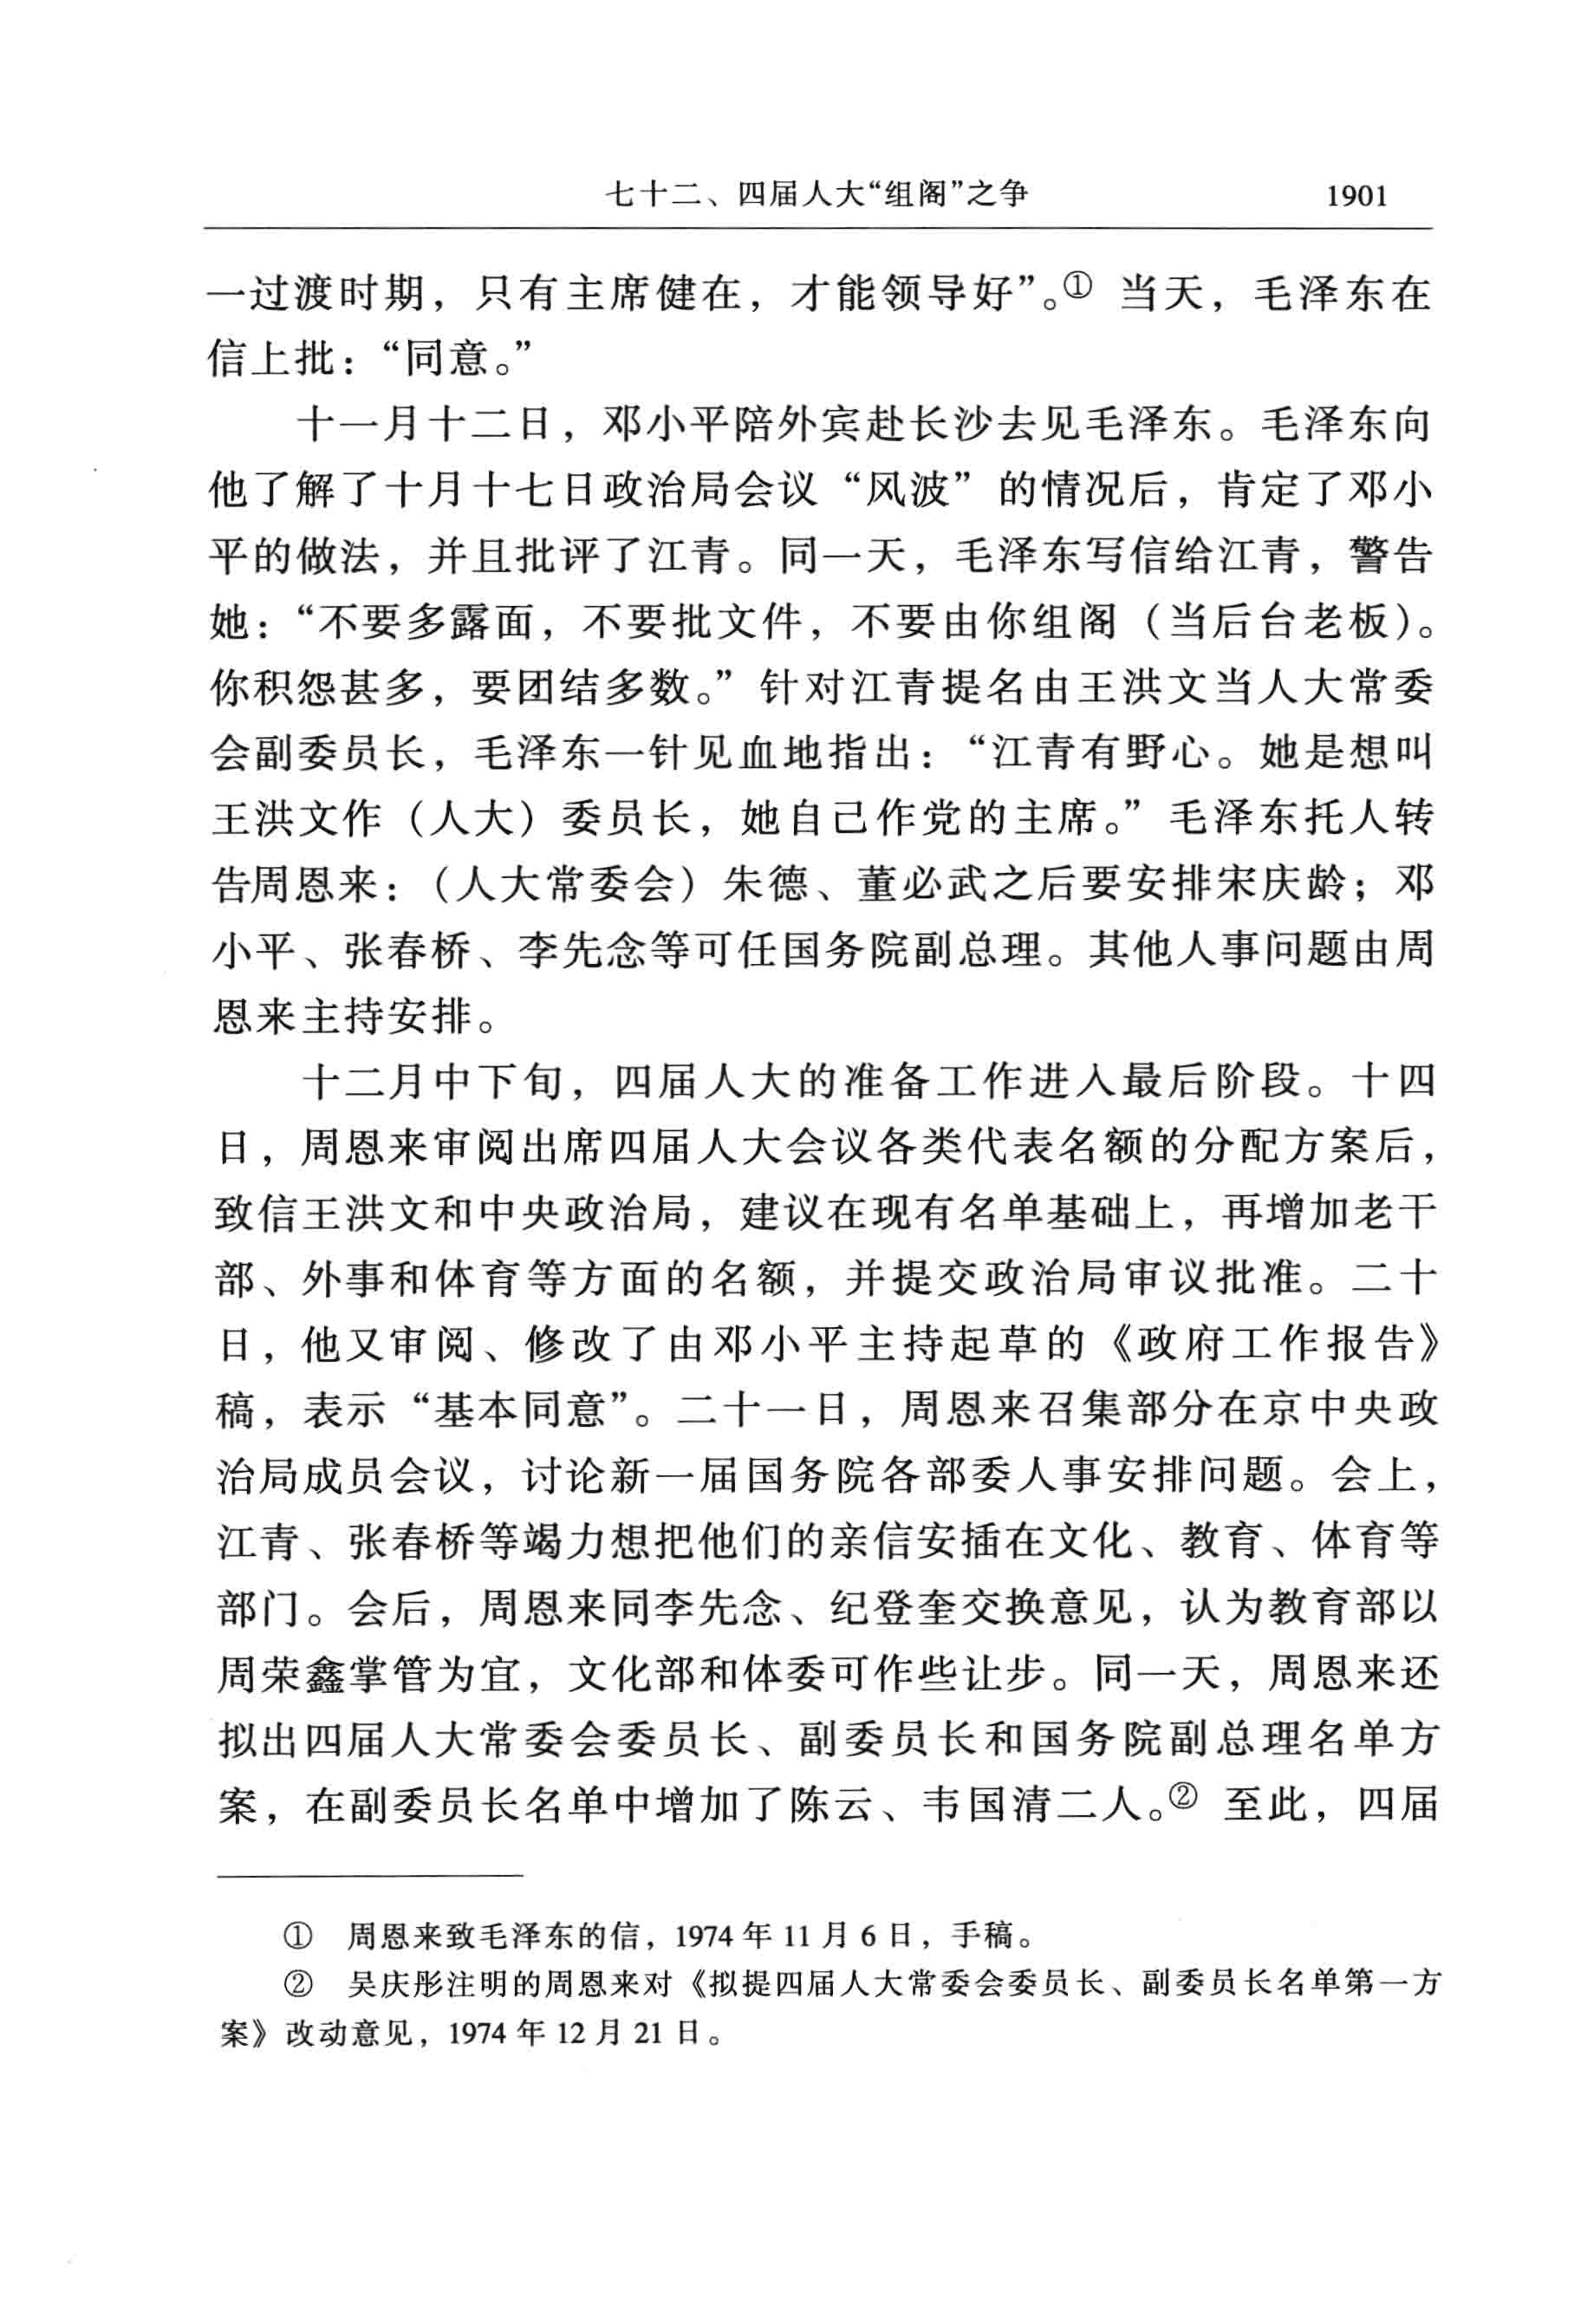 七十二、四届人大“组阁”之争 1901
一过渡时期，只有主席健在，才能领导好”。① 当天，毛泽东在
信上批：“同意。”
十一月十二日，邓小平陪外宾赴长沙去见毛泽东。毛泽东向
他了解了十月十七日政治局会议“风波”的情况后，肯定了邓小
平的做法，并且批评了江青。同一天，毛泽东写信给江青，警告
她：“不要多露面，不要批文件，不要由你组阁（当后台老板）。
你积怨甚多，要团结多数。”针对江青提名由王洪文当人大常委
会副委员长，毛泽东一针见血地指出：“江青有野心。她是想叫
王洪文作（人大）委员长，她自己作党的主席。”毛泽东托人转
告周恩来：（人大常委会）朱德、董必武之后要安排宋庆龄；邓
小平、张春桥、李先念等可任国务院副总理。其他人事问题由周
恩来主持安排。
十二月中下旬，四届人大的准备工作进入最后阶段。十四
日，周恩来审阅出席四届人大会议各类代表名额的分配方案后，
致信王洪文和中央政治局，建议在现有名单基础上，再增加老干
部、外事和体育等方面的名额，并提交政治局审议批准。二十
日，他又审阅、修改了由邓小平主持起草的《政府工作报告》
稿，表示“基本同意”。二十一日，周恩来召集部分在京中央政
治局成员会议，讨论新一届国务院各部委人事安排问题。会上，
江青、张春桥等竭力想把他们的亲信安插在文化、教育、体育等
部门。会后，周恩来同李先念、纪登奎交换意见，认为教育部以
周荣鑫掌管为宜，文化部和体委可作些让步。同一天，周恩来还
拟出四届人大常委会委员长、副委员长和国务院副总理名单方
案，在副委员长名单中增加了陈云、韦国清二人。② 至此，四届
① 周恩来致毛泽东的信，1974 年 11 月 6 日，手稿。
② 吴庆彤注明的周恩来对《拟提四届人大常委会委员长、副委员长名单第一方
案》改动意见，1974 年 12 月 21 日。